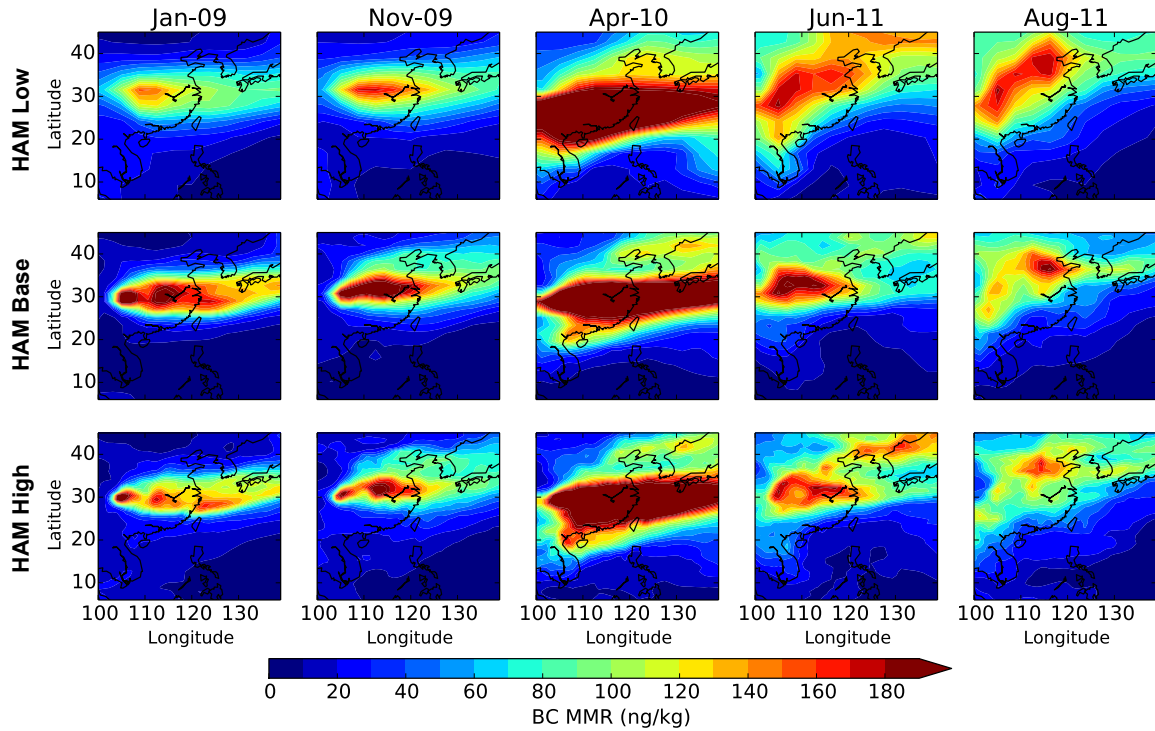 Jan-09 Nov-09 Apr-10 Jun-11 Aug-11
HAM Low
Latitude
40
30
20
10
HAM Base
Latitude
40
30
20
10
HAM High
Latitude
40
30
20
10
100 110 120 130 100 110 120 130 100 110 120 130 100 110 120 130 100 110 120 130
Longitude Longitude Longitude Longitude Longitude
0 20 40 60 80 100 120 140 160 180
BC MMR (ng/kg)